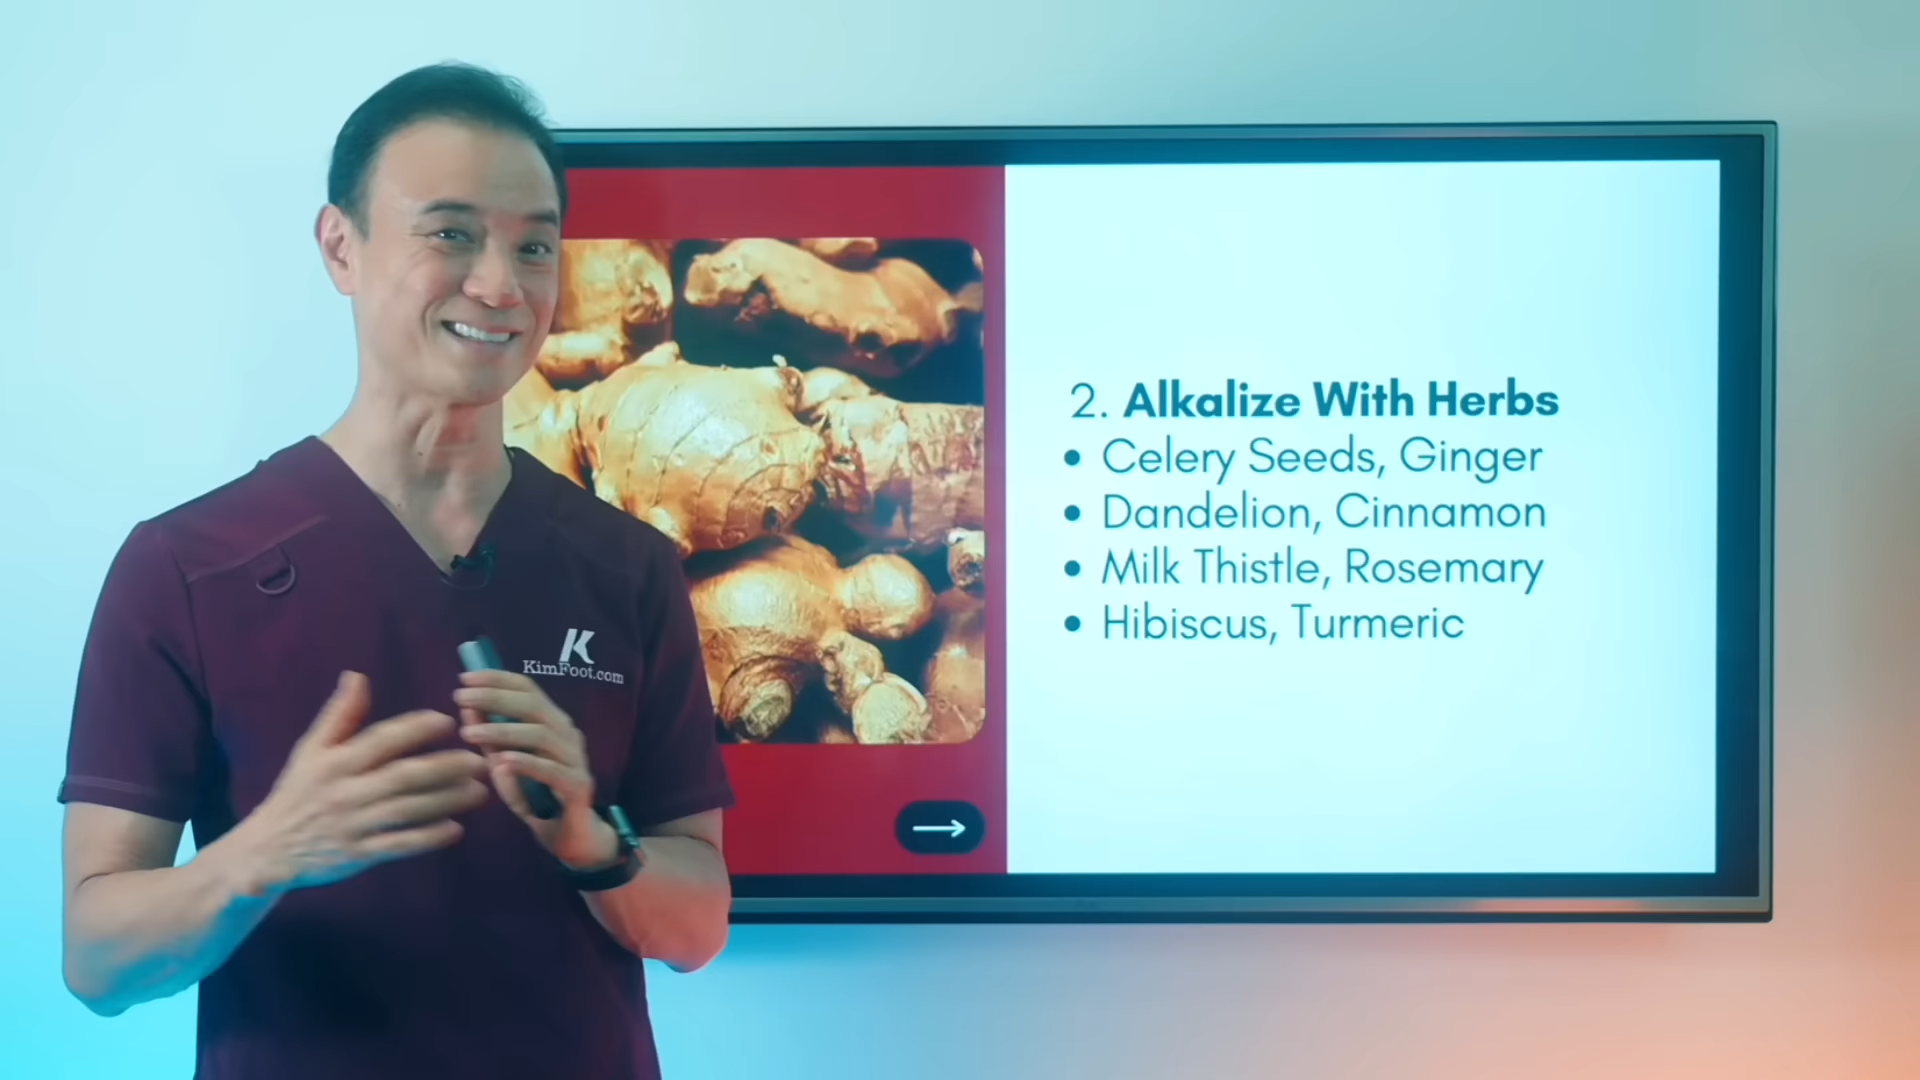 2. Alkalize With Herbs
• Celery Seeds, Ginger
• Dandelion, Cinnamon
• Milk Thistle, Rosemary
• Hibiscus, Turmeric
K
KimFoot.com